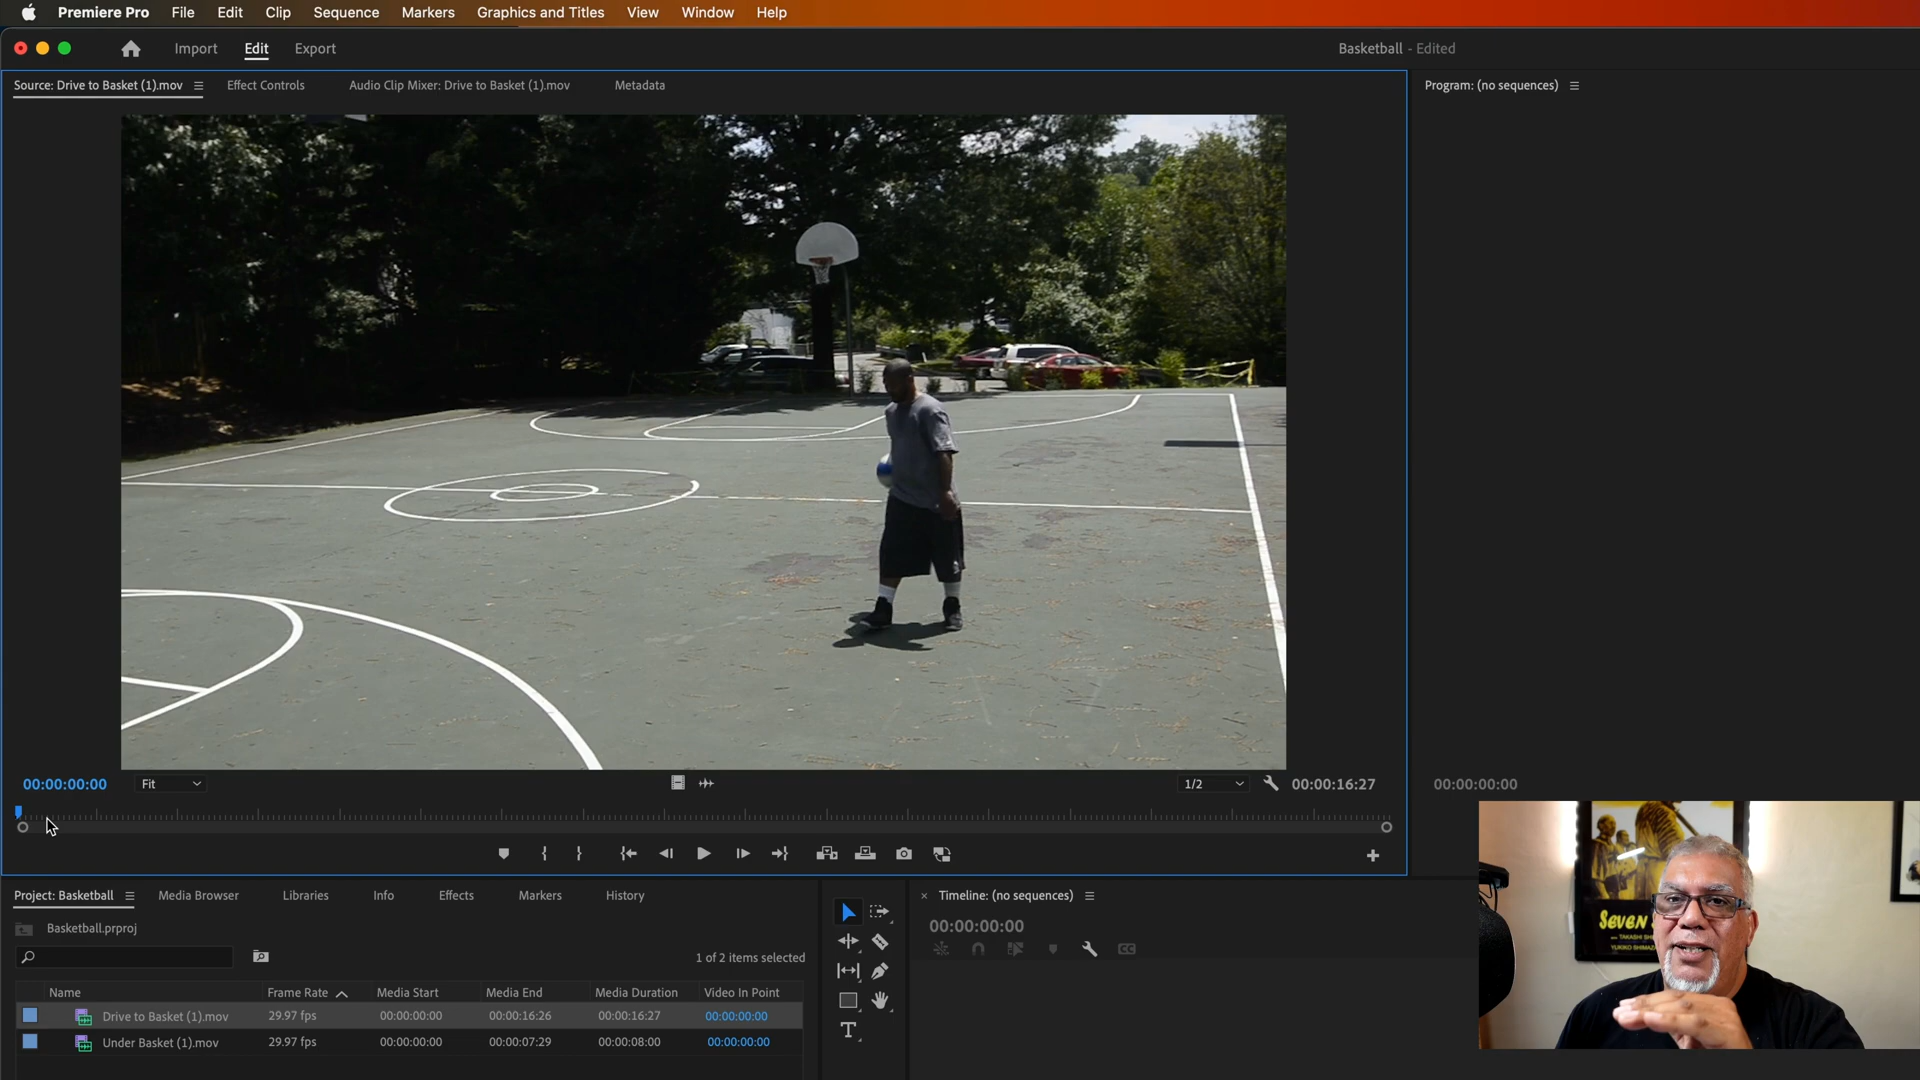 Premiere Pro File Edit Clip Sequence Markers Graphics and Titles View Window Help
Import Edit Export Basketball - Edited
Source: Drive to Basket (1).mov Effect Controls Audio Clip Mixer: Drive to Basket (1).mov Metadata Program: (no sequences)
00:00:00:00 Fit 1/2 00:00:16:27 00:00:00:00
Project: Basketball Media Browser Libraries Info Effects Markers History
Timeline: (no sequences)
Basketball.prproj
00:00:00:00
1 of 2 items selected
Name Frame Rate Media Start Media End Media Duration Video In Point
Drive to Basket (1).mov 29.97 fps 00:00:00:00 00:00:16:26 00:00:16:27 00:00:00:00
Under Basket (1).mov 29.97 fps 00:00:00:00 00:00:07:29 00:00:08:00 00:00:00:00
SEVEN